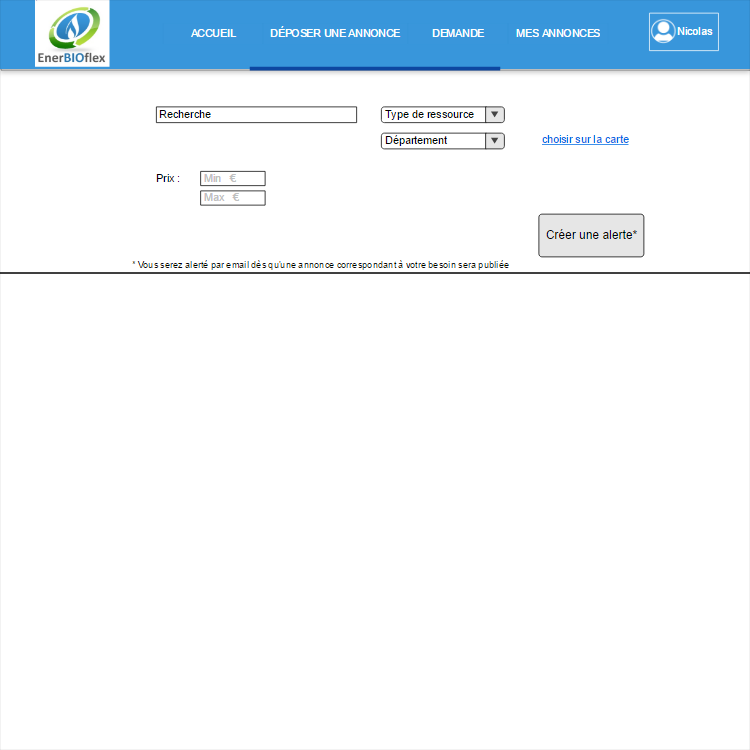 EnerBIOflex
ACCUEIL
DÉPOSER UNE ANNONCE
DEMANDE
MES ANNONCES
Nicolas
Recherche
Type de ressource
Département
choisir sur la carte
Prix :
Min €
Max €
Créer une alerte*
* Vous serez alerté par email dès qu'une annonce correspondant à votre besoin sera publiée